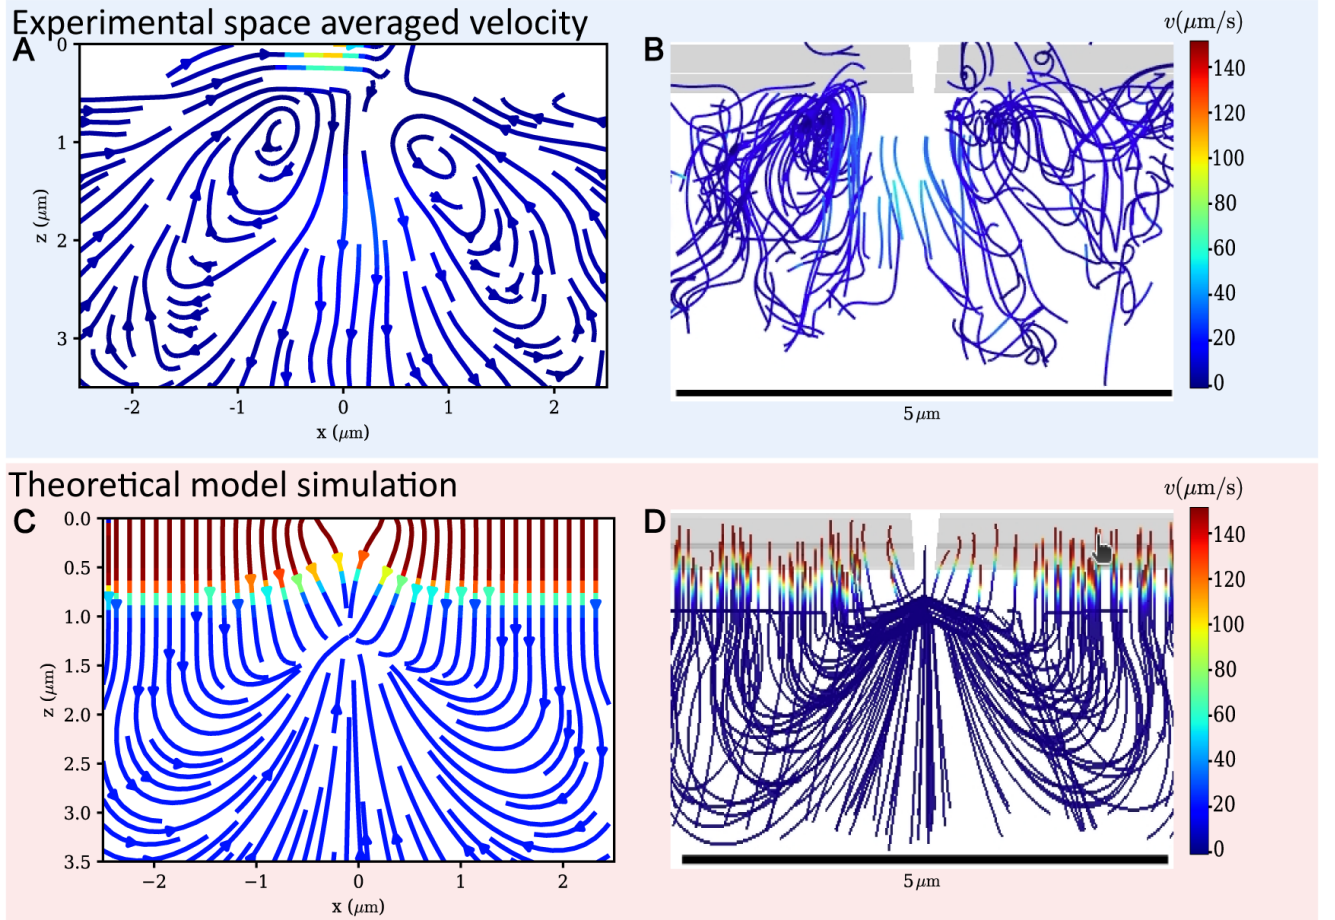 Experimental space averaged velocity
A
0
1
2
3
z (μm)
-2
-1
0
1
2
x (μm)
B
5 μm
v(μm/s)
140
120
100
80
60
40
20
0
Theoretical model simulation
C
0.0
0.5
1.0
1.5
2.0
2.5
3.0
3.5
z (μm)
−2
−1
0
1
2
x (μm)
D
5 μm
v(μm/s)
140
120
100
80
60
40
20
0